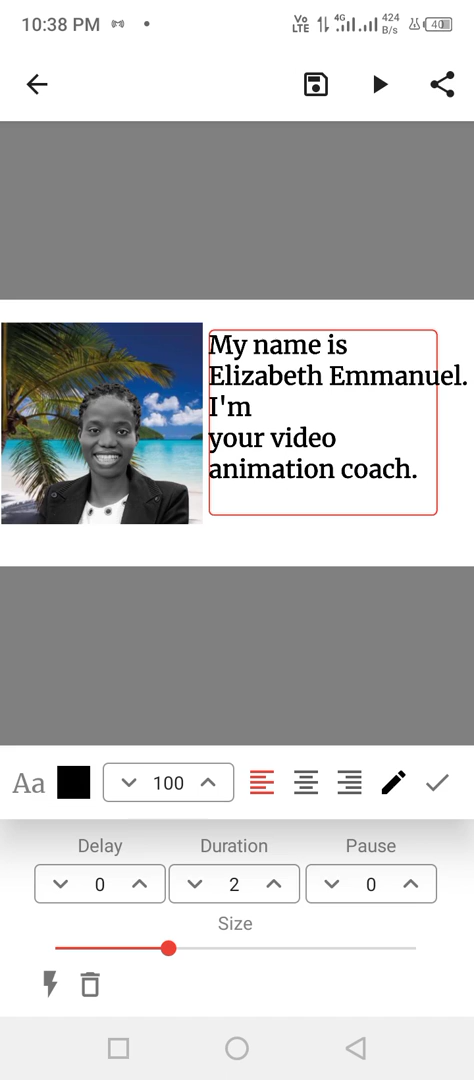 10:38 PM
Vo LTE 4G 424 B/s 40
My name is
Elizabeth Emmanuel.
I'm
your video
animation coach.
Aa 100
Delay Duration Pause
0 2 0
Size